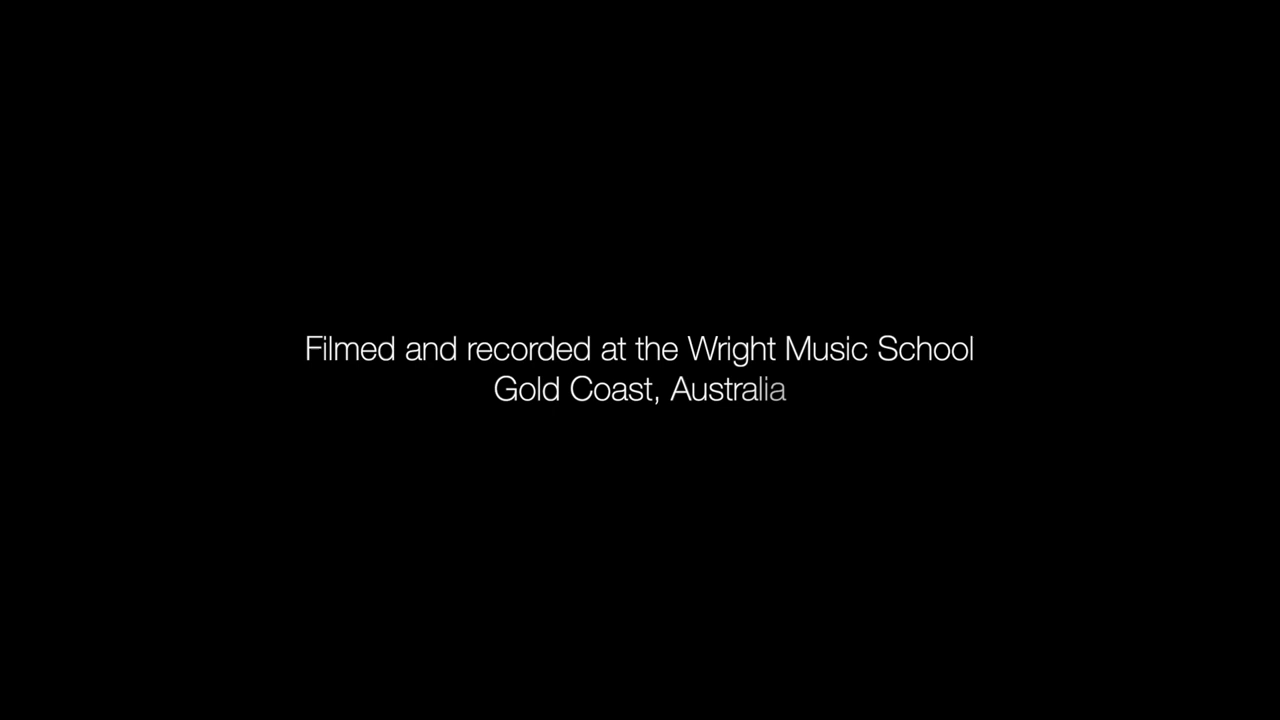 Filmed and recorded at the Wright Music School
Gold Coast, Australia